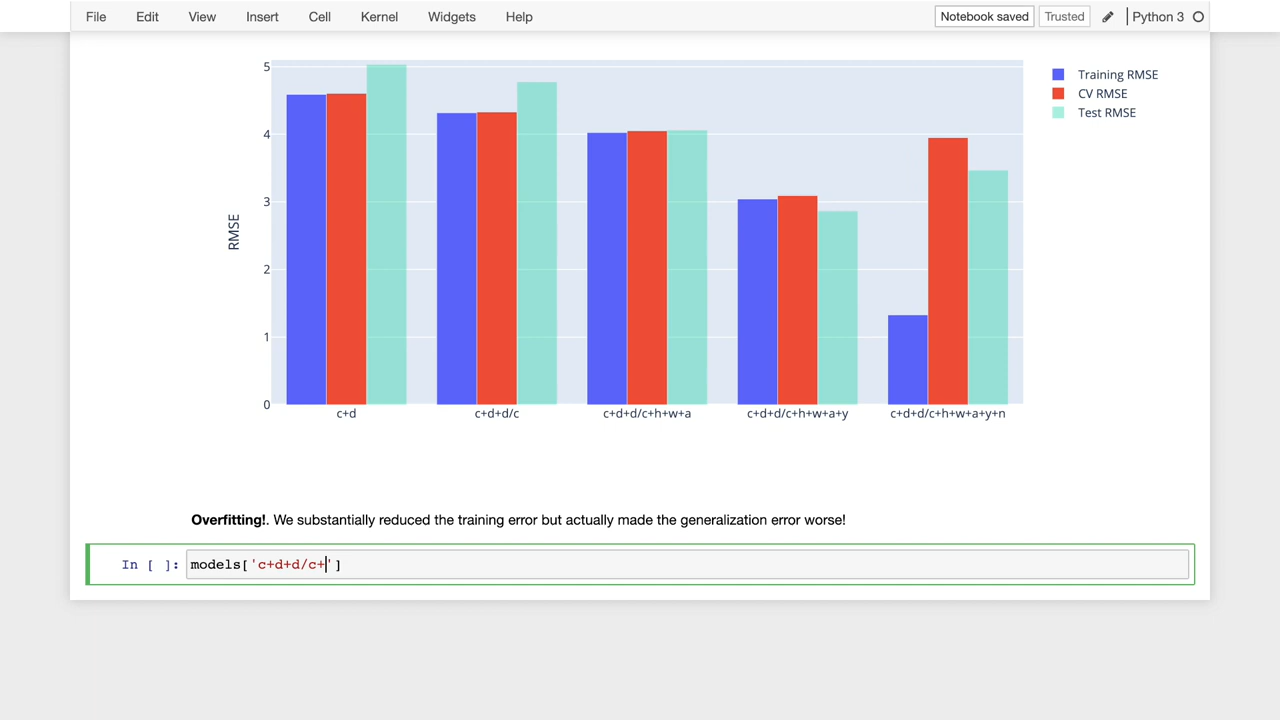 File Edit View Insert Cell Kernel Widgets Help Notebook saved Trusted Python 3
5
4
3
2
1
0
RMSE
Training RMSE
CV RMSE
Test RMSE
c+d c+d+d/c c+d+d/c+h+w+a c+d+d/c+h+w+a+y c+d+d/c+h+w+a+y+n
Overfitting!. We substantially reduced the training error but actually made the generalization error worse!
In [ ]: models['c+d+d/c+']